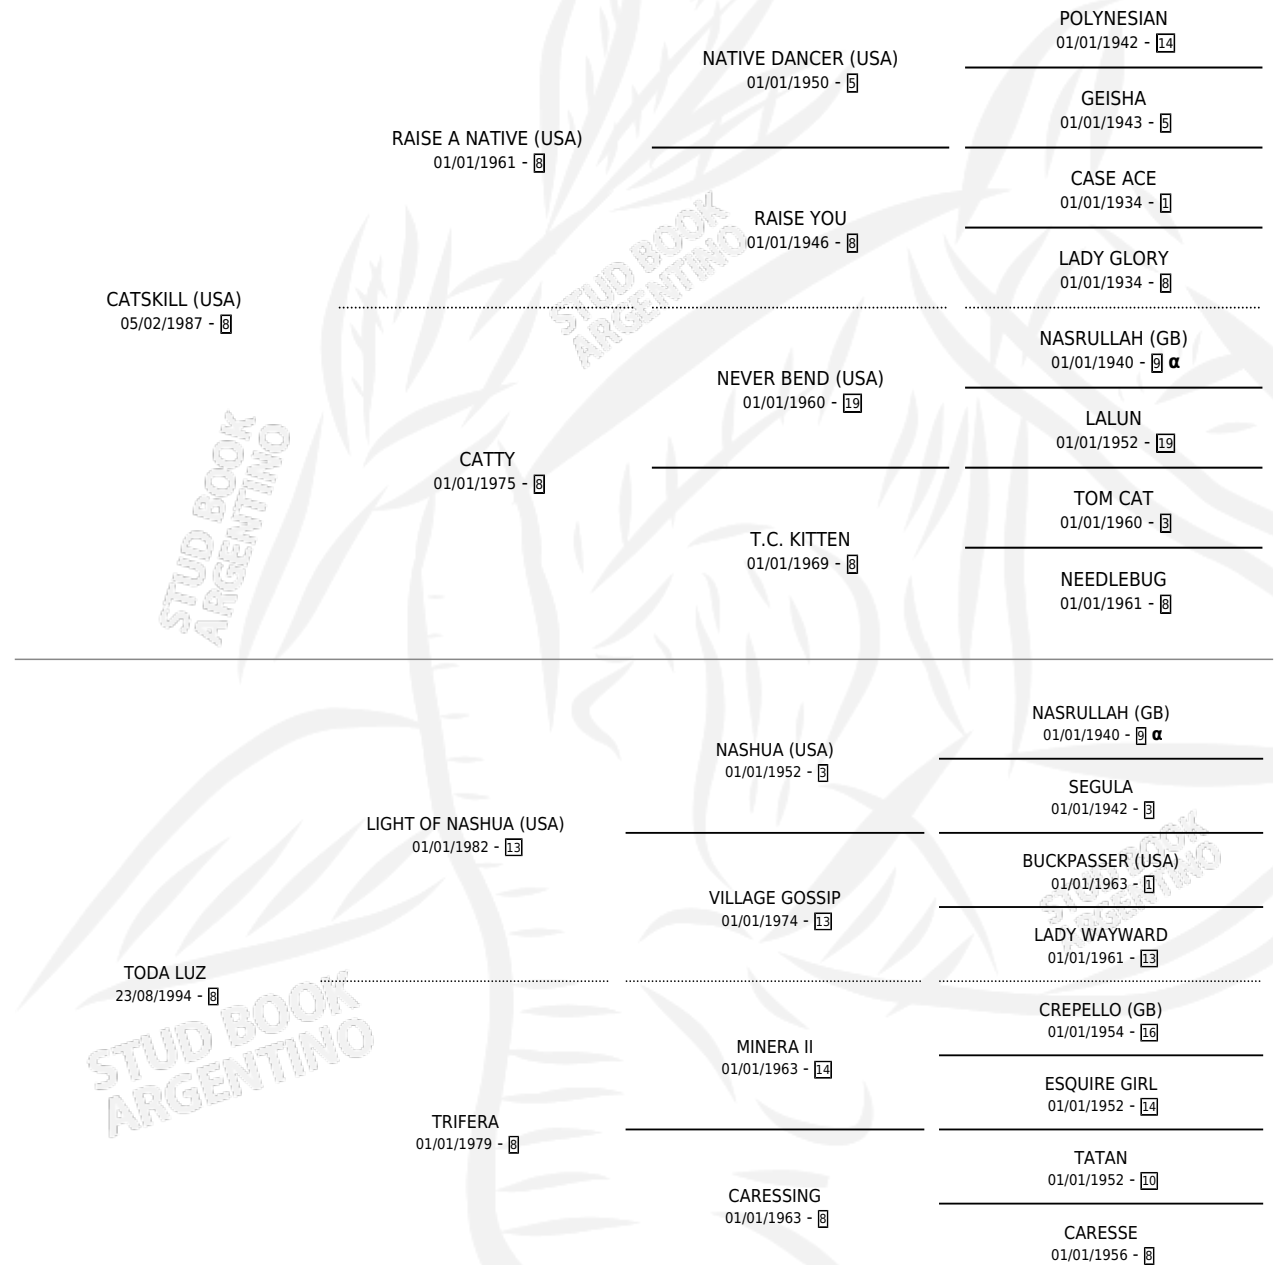 POLYNESIAN
01/01/1942 - 14
NATIVE DANCER (USA)
01/01/1950 - 5
GEISHA
01/01/1943 - 5
RAISE A NATIVE (USA)
01/01/1961 - 8
CASE ACE
01/01/1934 - 1
RAISE YOU
01/01/1946 - 8
LADY GLORY
01/01/1934 - 8
CATSKILL (USA)
05/02/1987 - 8
NASRULLAH (GB)
01/01/1940 - 9 α
NEVER BEND (USA)
01/01/1960 - 19
LALUN
01/01/1952 - 19
CATTY
01/01/1975 - 8
TOM CAT
01/01/1960 - 3
T.C. KITTEN
01/01/1969 - 8
NEEDLEBUG
01/01/1961 - 8
NASRULLAH (GB)
01/01/1940 - 9 α
NASHUA (USA)
01/01/1952 - 3
SEGULA
01/01/1942 - 3
LIGHT OF NASHUA (USA)
01/01/1982 - 13
BUCKPASSER (USA)
01/01/1963 - 1
VILLAGE GOSSIP
01/01/1974 - 13
LADY WAYWARD
01/01/1961 - 13
TODA LUZ
23/08/1994 - 8
CREPELLO (GB)
01/01/1954 - 16
MINERA II
01/01/1963 - 14
ESQUIRE GIRL
01/01/1952 - 14
TRIFERA
01/01/1979 - 8
TATAN
01/01/1952 - 10
CARESSING
01/01/1963 - 8
CARESSE
01/01/1956 - 8
STUD BOOK
ARGENTINO
STUD BOOK
ARGENTINO
STUD BOOK
ARGENTINO
STUD BOOK
ARGENTINO